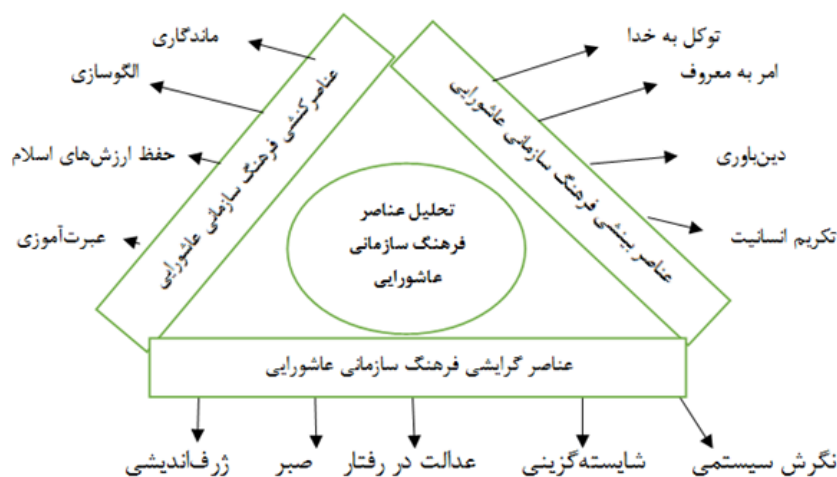 توکل به خدا
امر به معروف
دین‌باوری
تکریم انسانیت
عناصر بینشی فرهنگ سازمانی عاشورایی
ماندگاری
الگوسازی
حفظ ارزش‌های اسلام
عبرت‌آموزی
عناصرکنشی فرهنگ سازمانی عاشورایی
تحلیل عناصر
فرهنگ سازمانی
عاشورایی
عناصر گرایشی فرهنگ سازمانی عاشورایی
نگرش سیستمی
شایسته‌گزینی
عدالت در رفتار
صبر
ژرف‌اندیشی